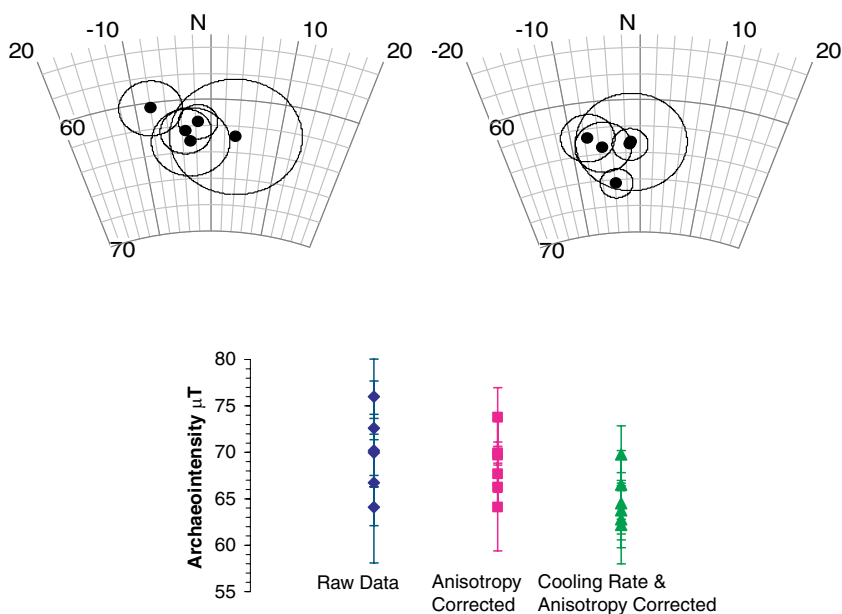 20 -10 N 10 20
60
70
-20 -10 N 10 20
60
70
Archaeointensity µT
80
75
70
65
60
55
Raw Data
Anisotropy
Corrected
Cooling Rate &
Anisotropy Corrected